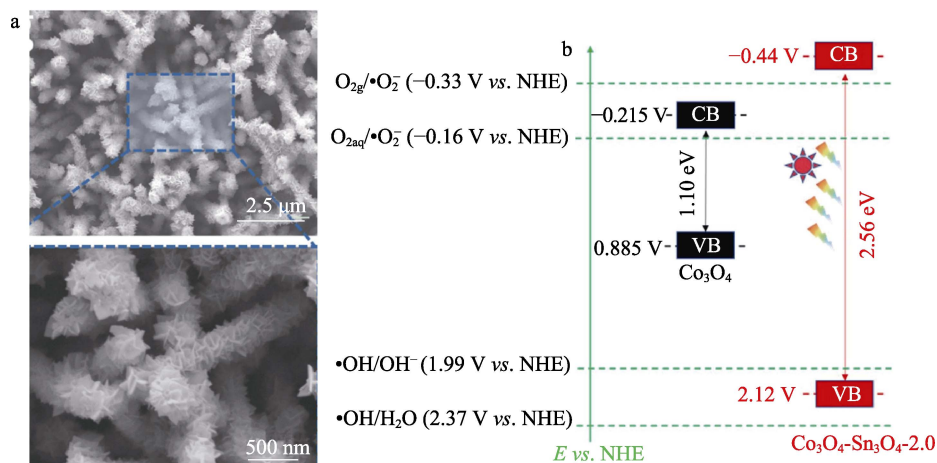 a
2.5 μm
500 nm
b
O₂g/•O₂⁻ (−0.33 V vs. NHE)
O₂aq/•O₂⁻ (−0.16 V vs. NHE)
•OH/OH⁻ (1.99 V vs. NHE)
•OH/H₂O (2.37 V vs. NHE)
−0.215 V
CB
1.10 eV
0.885 V
VB
Co₃O₄
−0.44 V
CB
2.56 eV
2.12 V
VB
Co₃O₄-Sn₃O₄-2.0
E vs. NHE